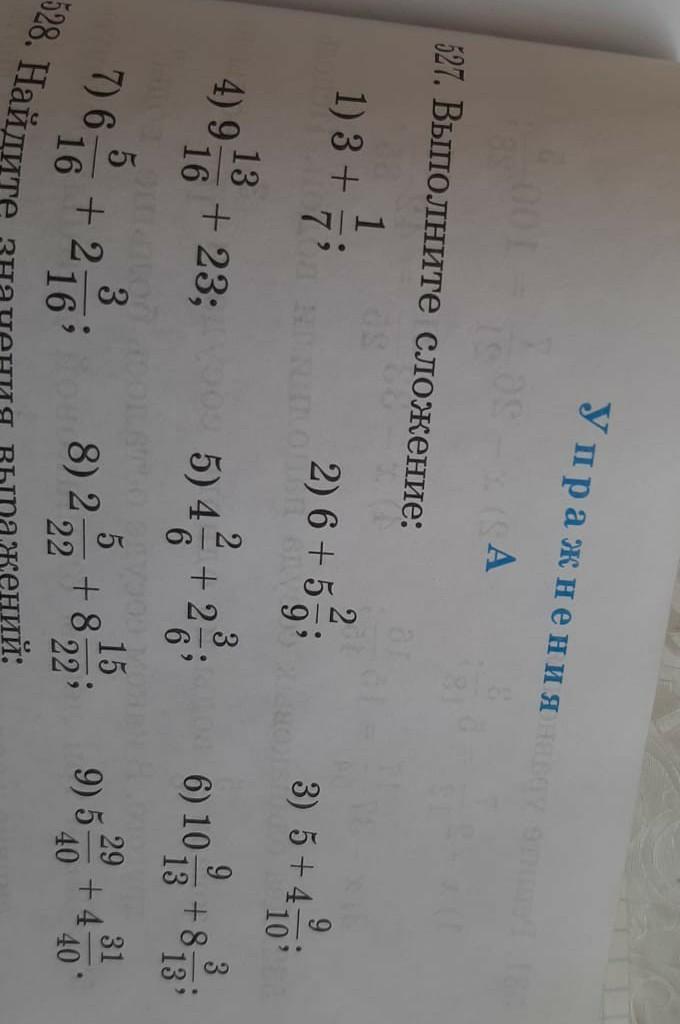 Упражнения
А
527. Выполните сложение:
1) 3 + 1/7; 2) 6 + 5 2/9; 3) 5 + 4 9/10;
4) 9 13/16 + 23; 5) 4 2/6 + 2 3/6; 6) 10 9/13 + 8 3/13;
7) 6 5/16 + 2 3/16; 8) 2 5/22 + 8 15/22; 9) 5 29/40 + 4 31/40.
528. Найдите значения выражений: